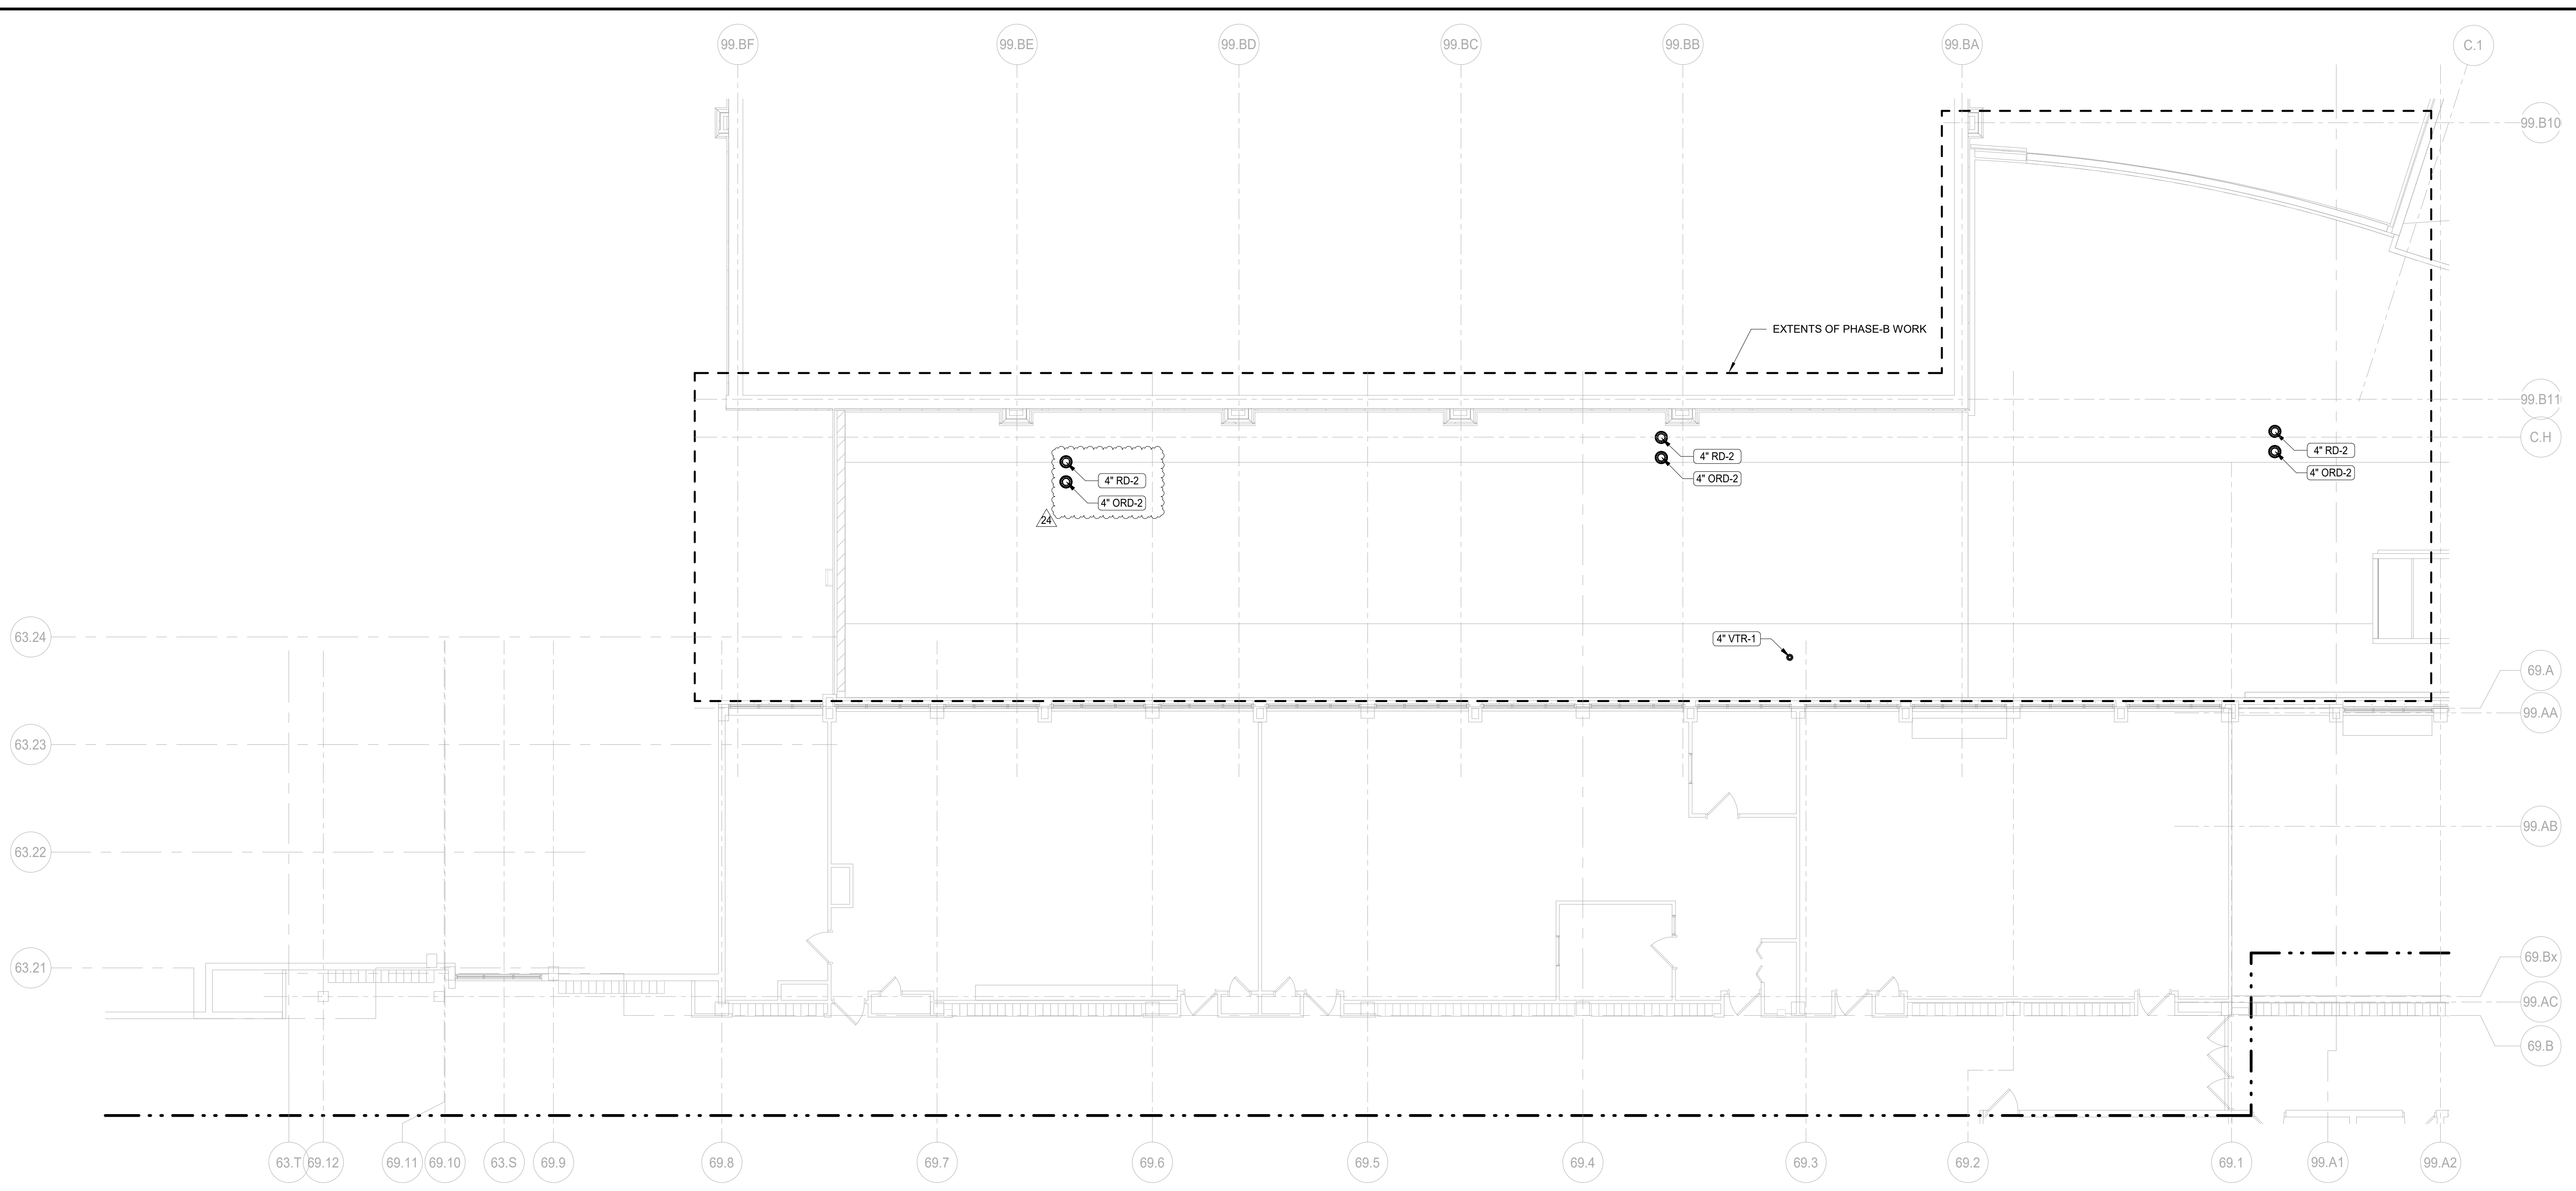 99.BF
99.BE
99.BD
99.BC
99.BB
99.BA
C.1
99.B10
EXTENTS OF PHASE-B WORK
99.B11
C.H
4" RD-2
4" ORD-2
24
4" RD-2
4" ORD-2
4" RD-2
4" ORD-2
63.24
4" VTR-1
69.A
99.AA
63.23
99.AB
63.22
69.Bx
63.21
99.AC
69.B
63.T
69.12
69.11
69.10
63.S
69.9
69.8
69.7
69.6
69.5
69.4
69.3
69.2
69.1
99.A1
99.A2